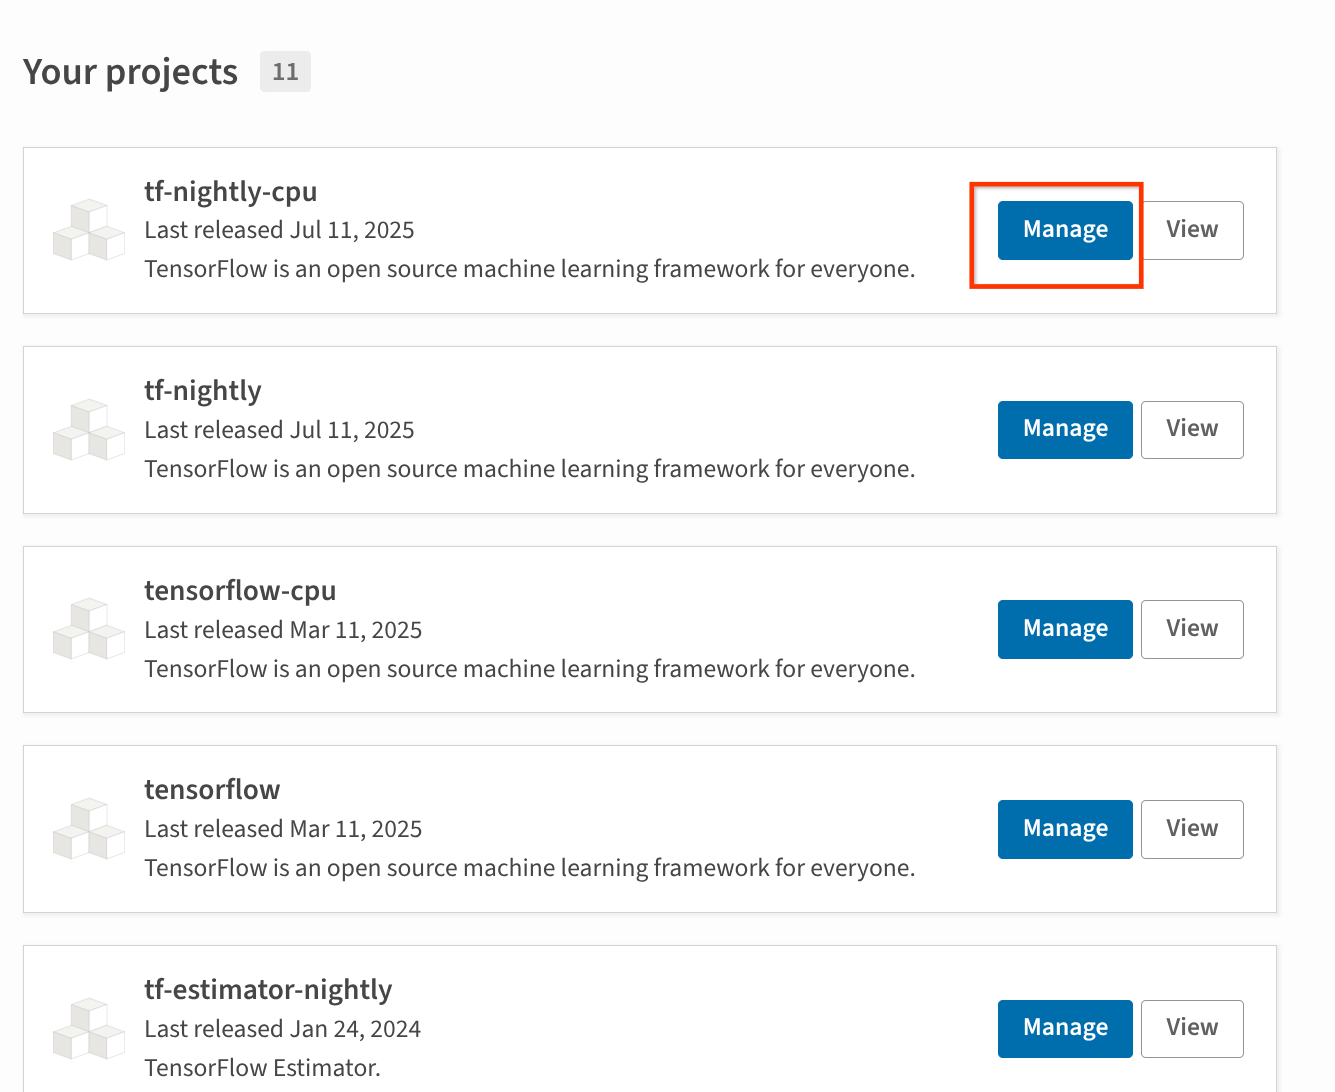 Your projects 11
tf-nightly-cpu
Last released Jul 11, 2025
TensorFlow is an open source machine learning framework for everyone.
Manage View
tf-nightly
Last released Jul 11, 2025
TensorFlow is an open source machine learning framework for everyone.
Manage View
tensorflow-cpu
Last released Mar 11, 2025
TensorFlow is an open source machine learning framework for everyone.
Manage View
tensorflow
Last released Mar 11, 2025
TensorFlow is an open source machine learning framework for everyone.
Manage View
tf-estimator-nightly
Last released Jan 24, 2024
TensorFlow Estimator.
Manage View